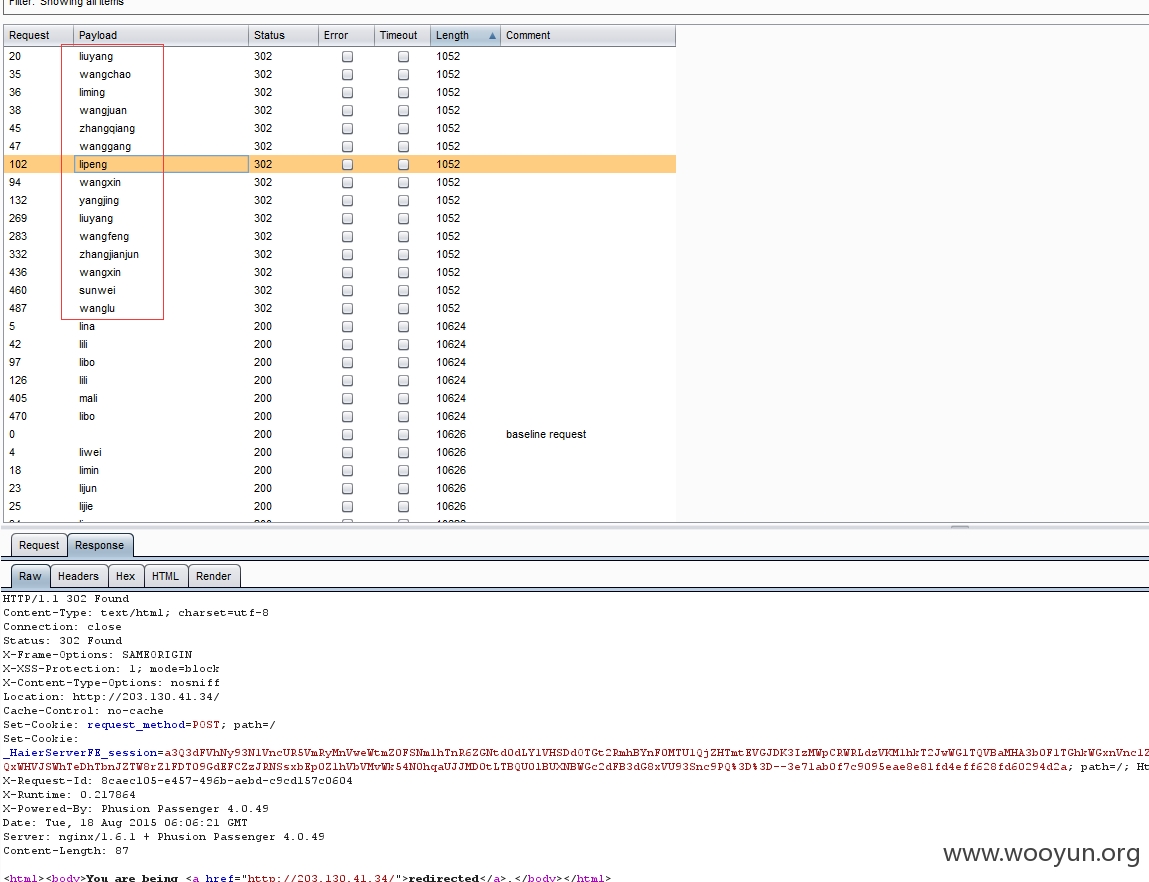 Filter: Showing all items
Request Payload Status Error Timeout Length Comment
20 liuyang 302 1052
35 wangchao 302 1052
36 liming 302 1052
38 wangjuan 302 1052
45 zhangqiang 302 1052
47 wanggang 302 1052
102 lipeng 302 1052
94 wangxin 302 1052
132 yangjing 302 1052
269 liuyang 302 1052
283 wangfeng 302 1052
332 zhangjianjun 302 1052
436 wangxin 302 1052
460 sunwei 302 1052
487 wanglu 302 1052
5 lina 200 10624
42 lili 200 10624
97 libo 200 10624
126 lili 200 10624
405 mali 200 10624
470 libo 200 10624
0 200 10626 baseline request
4 liwei 200 10626
18 limin 200 10626
23 lijun 200 10626
25 lijie 200 10626
Request Response
Raw Headers Hex HTML Render
HTTP/1.1 302 Found
Content-Type: text/html; charset=utf-8
Connection: close
Status: 302 Found
X-Frame-Options: SAMEORIGIN
X-XSS-Protection: 1; mode=block
X-Content-Type-Options: nosniff
Location: http://203.130.41.34/
Cache-Control: no-cache
Set-Cookie: request_method=POST; path=/
Set-Cookie:
path=/; Ht
X-Request-Id: 8caec105-e457-496b-aebd-c9cd157c0604
X-Runtime: 0.217864
X-Powered-By: Phusion Passenger 4.0.49
Date: Tue, 18 Aug 2015 06:06:21 GMT
Server: nginx/1.6.1 + Phusion Passenger 4.0.49
Content-Length: 87
www.wooyun.org
<html><body>You are being <a href="http://203.130.41.34/">redirected</a>.</body></html>